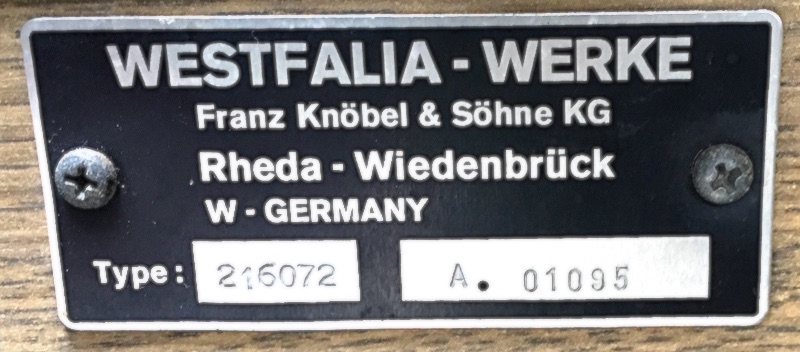 WESTFALIA - WERKE
Franz Knöbel & Söhne KG
Rheda - Wiedenbrück
W - GERMANY
Type: 216072 A. 01095